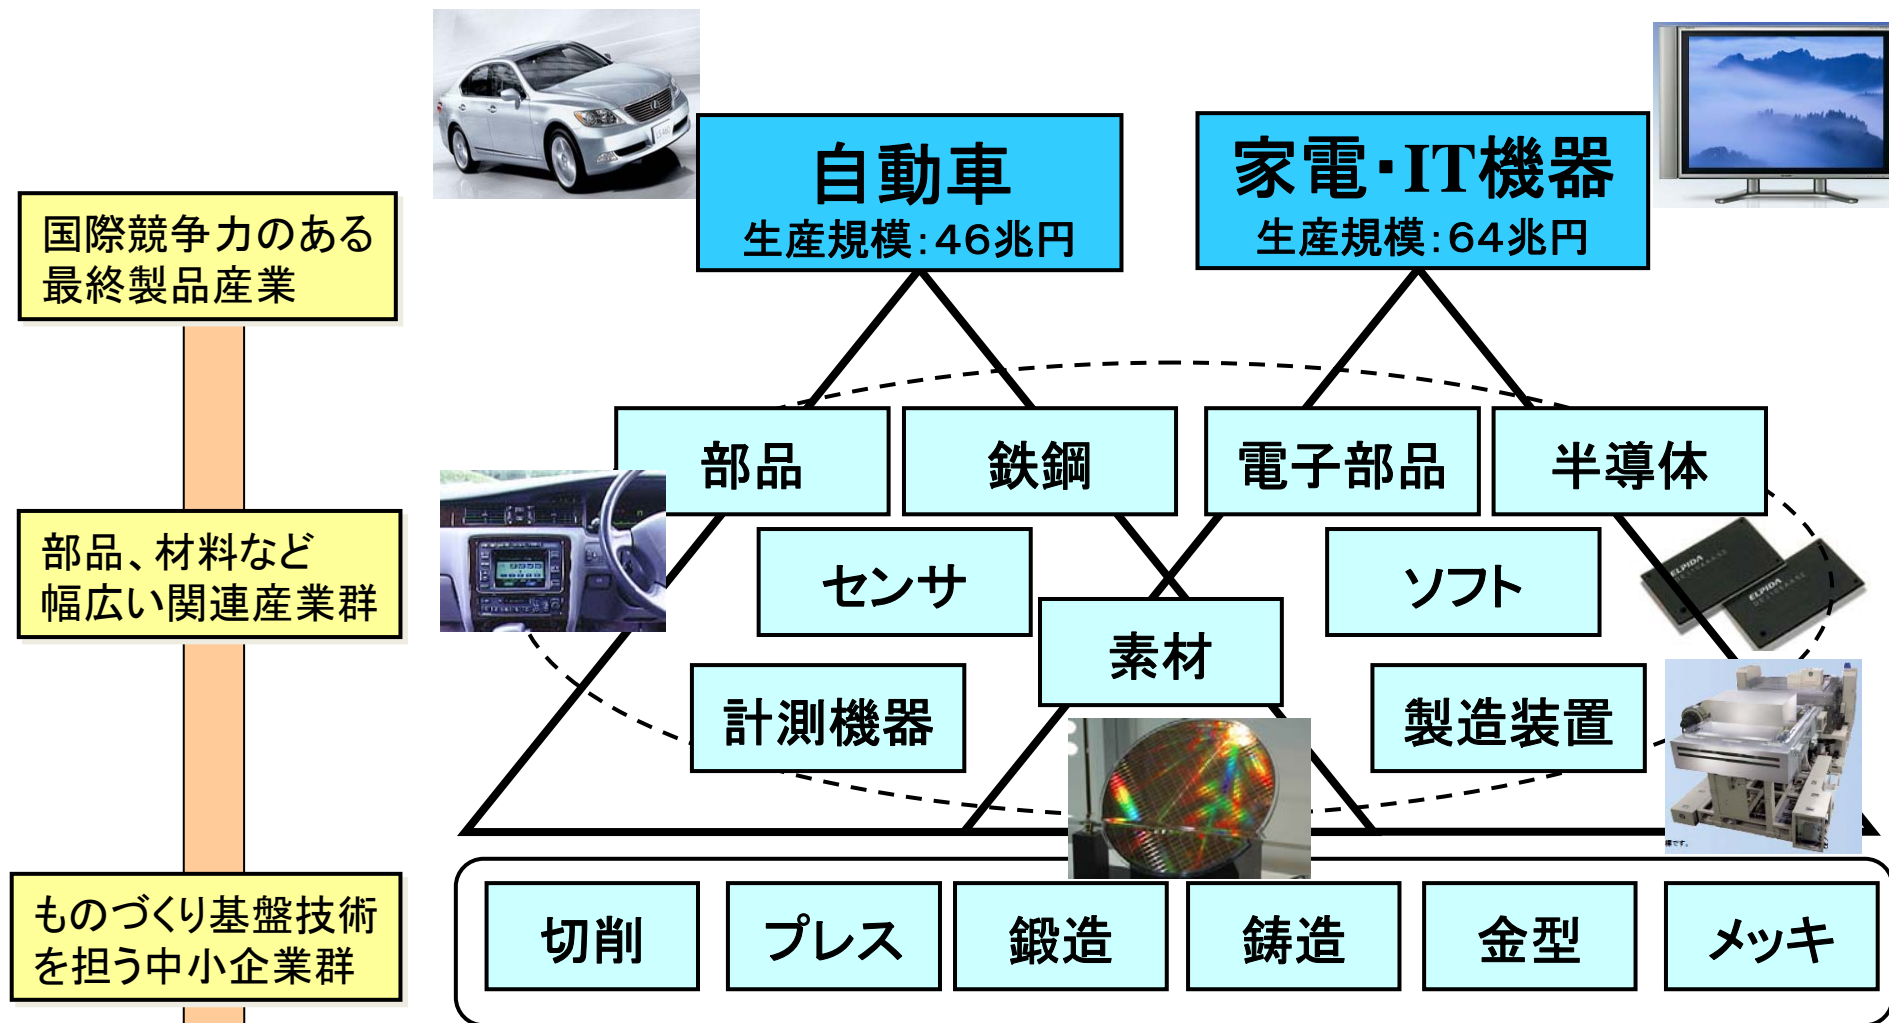 自動車
生産規模：４６兆円
家電・IT機器
生産規模：６４兆円
国際競争力のある
最終製品産業
部品
鉄鋼
電子部品
半導体
部品、材料など
幅広い関連産業群
センサ
ソフト
素材
ELPIDA
ELPIDA
計測機器
製造装置
ものづくり基盤技術
を担う中小企業群
切削
プレス
鍛造
鋳造
金型
メッキ